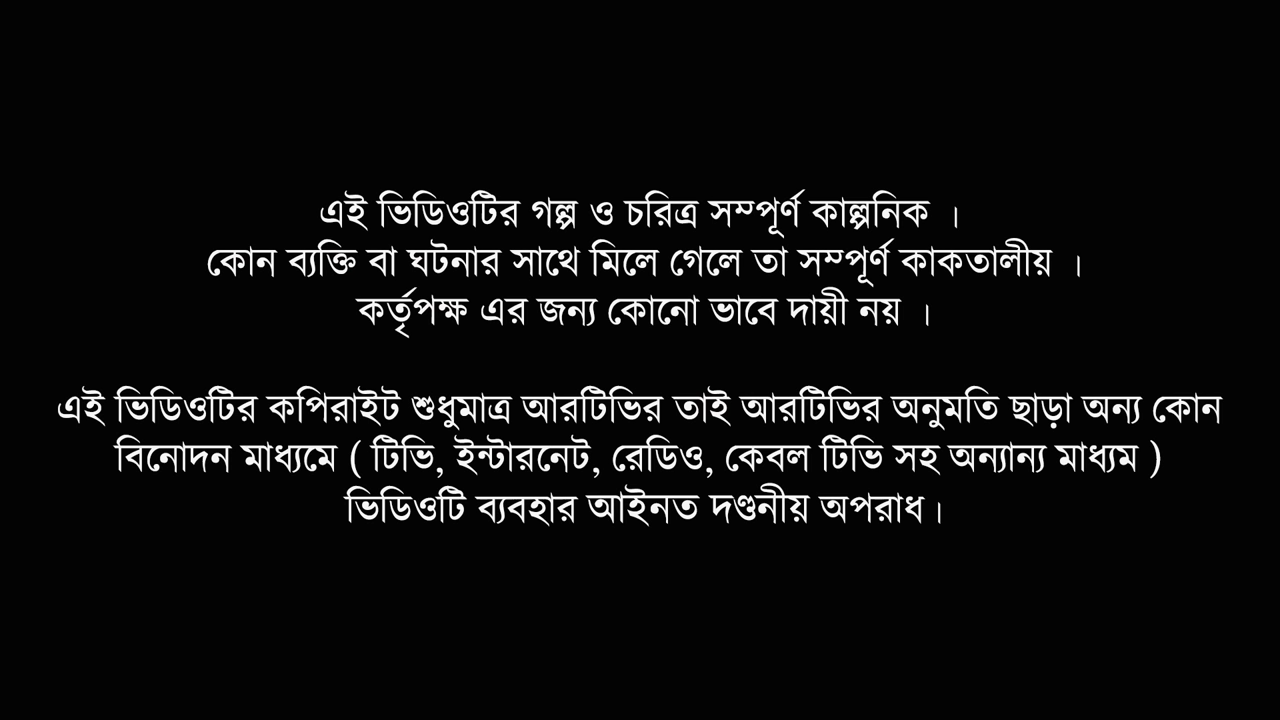 এই ভিডিওটির গল্প ও চরিত্র সম্পূর্ণ কাল্পনিক ।
কোন ব্যক্তি বা ঘটনার সাথে মিলে গেলে তা সম্পূর্ণ কাকতালীয় ।
কর্তৃপক্ষ এর জন্য কোনো ভাবে দায়ী নয় ।
এই ভিডিওটির কপিরাইট শুধুমাত্র আরটিভির তাই আরটিভির অনুমতি ছাড়া অন্য কোন
বিনোদন মাধ্যমে ( টিভি, ইন্টারনেট, রেডিও, কেবল টিভি সহ অন্যান্য মাধ্যম )
ভিডিওটি ব্যবহার আইনত দণ্ডনীয় অপরাধ।